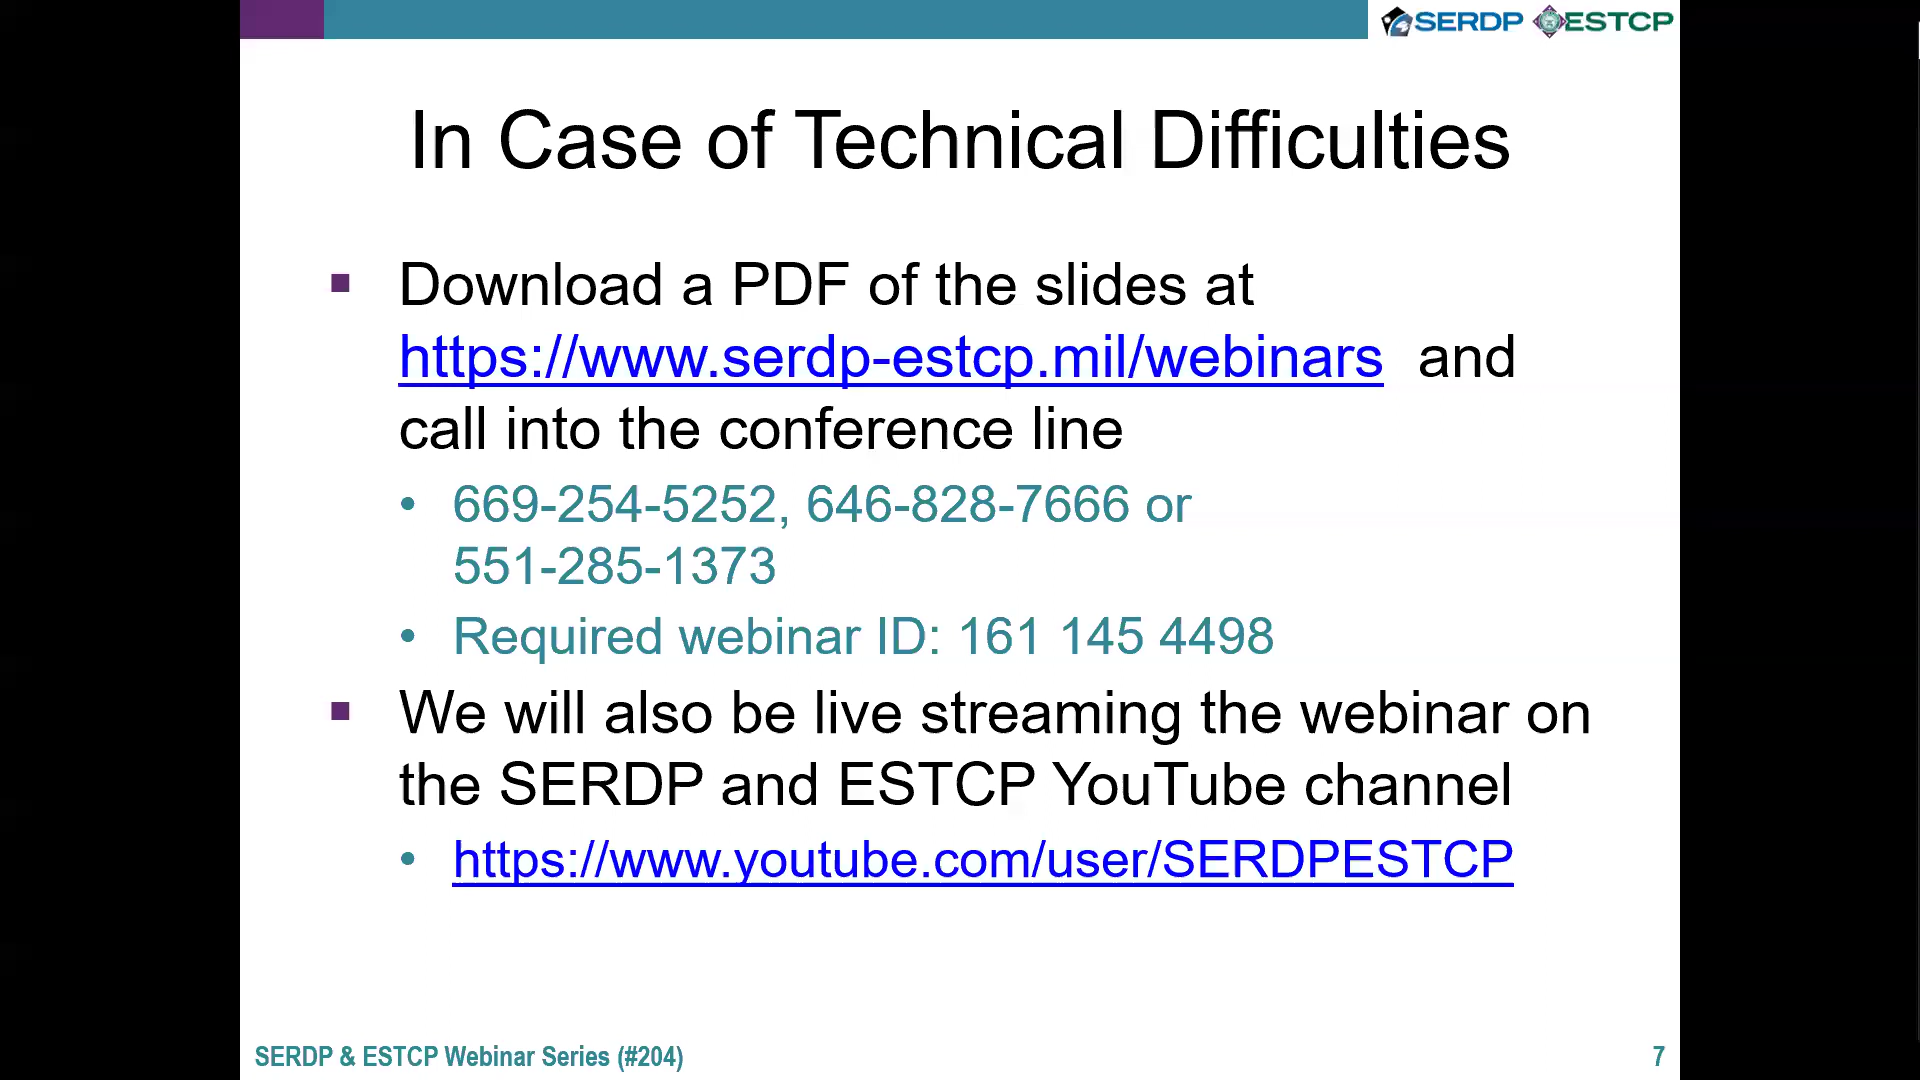 SERDP ESTCP
In Case of Technical Difficulties
▪ Download a PDF of the slides at
https://www.serdp-estcp.mil/webinars and
call into the conference line
• 669-254-5252, 646-828-7666 or
551-285-1373
• Required webinar ID: 161 145 4498
▪ We will also be live streaming the webinar on
the SERDP and ESTCP YouTube channel
• https://www.youtube.com/user/SERDPESTCP
SERDP & ESTCP Webinar Series (#204)
7